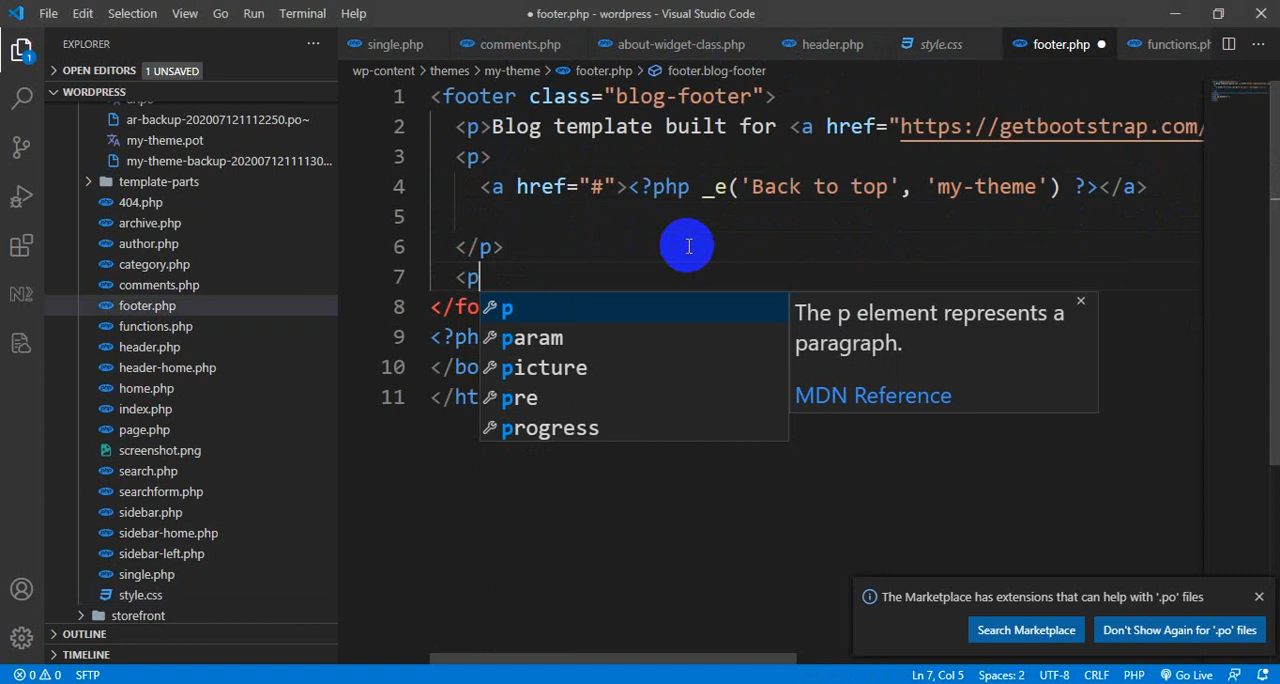 File Edit Selection View Go Run Terminal Help
● footer.php - wordpress - Visual Studio Code
EXPLORER
single.php comments.php about-widget-class.php header.php style.css footer.php functions.ph
OPEN EDITORS 1 UNSAVED
wp-content > themes > my-theme > footer.php > footer.blog-footer
WORDPRESS
ar-backup-202007121112250.po~
my-theme.pot
my-theme-backup-20200712111130...
template-parts
404.php
archive.php
author.php
category.php
comments.php
footer.php
functions.php
header.php
header-home.php
home.php
index.php
page.php
screenshot.png
search.php
searchform.php
sidebar.php
sidebar-home.php
sidebar-left.php
single.php
style.css
storefront
OUTLINE
TIMELINE
1 <footer class="blog-footer">
2 <p>Blog template built for <a href="https://getbootstrap.com/
3 <p>
4 <a href="#"><?php _e('Back to top', 'my-theme') ?></a>
5
6 </p>
7 <p
8 </fo
9 <?ph
10 </bo
11 </ht
p
param
picture
pre
progress
The p element represents a
paragraph.
MDN Reference
The Marketplace has extensions that can help with '.po' files
Search Marketplace Don't Show Again for '.po' files
0 0 SFTP
Ln 7, Col 5 Spaces: 2 UTF-8 CRLF PHP Go Live